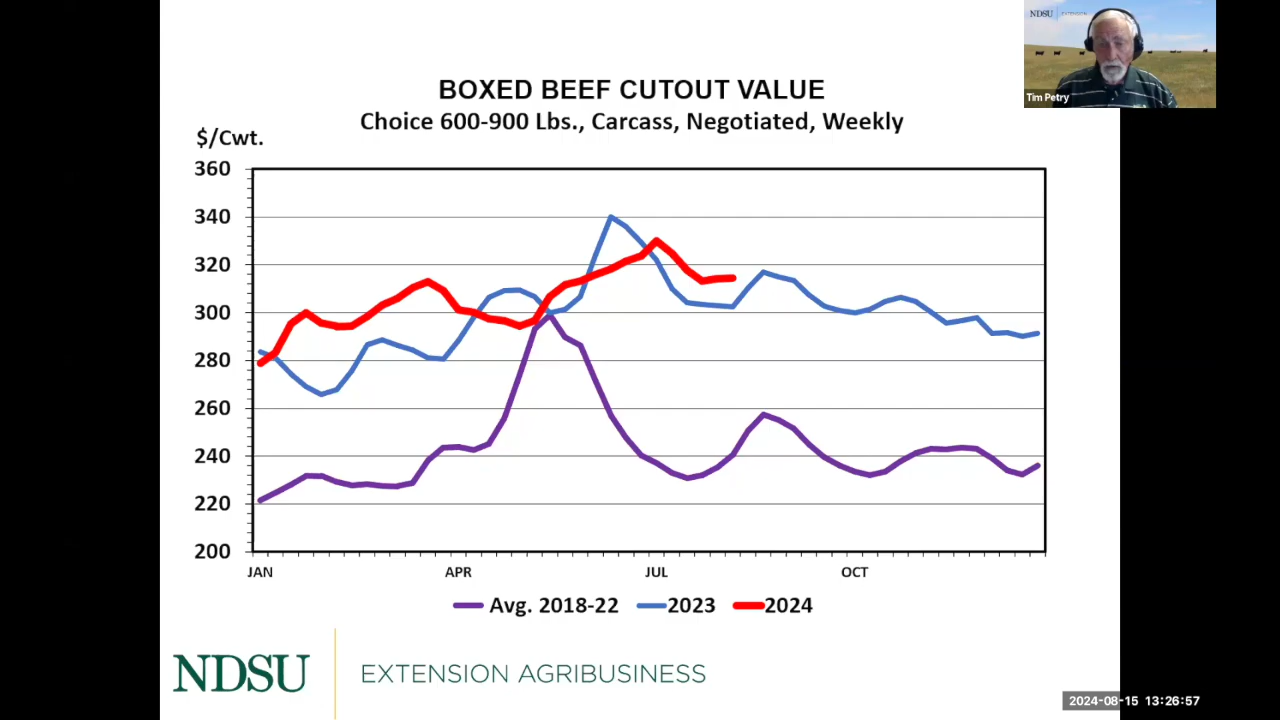 NDSU EXTENSION
Tim Petry
BOXED BEEF CUTOUT VALUE
Choice 600-900 Lbs., Carcass, Negotiated, Weekly
$/Cwt.
360
340
320
300
280
260
240
220
200
JAN APR JUL OCT
Avg. 2018-22 2023 2024
NDSU EXTENSION AGRIBUSINESS
2024-08-15 13:26:57